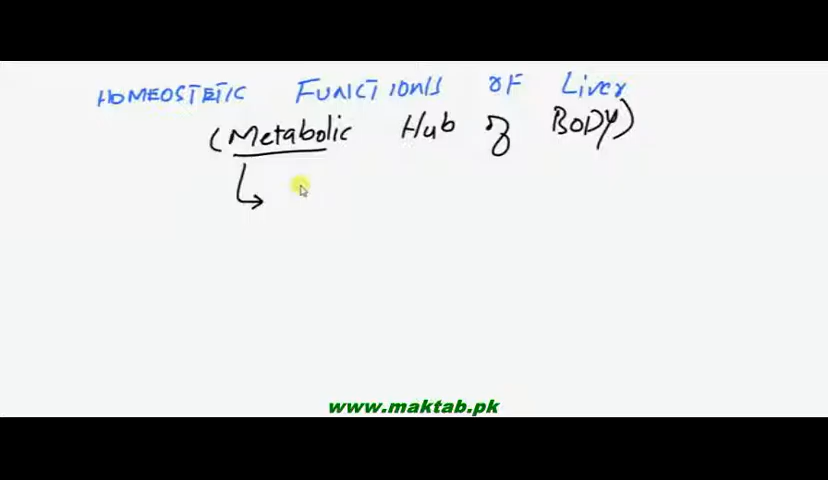 HOMEOSTETIC FUNCTIONS OF Liver
(Metabolic Hub of BODY)
www.maktab.pk